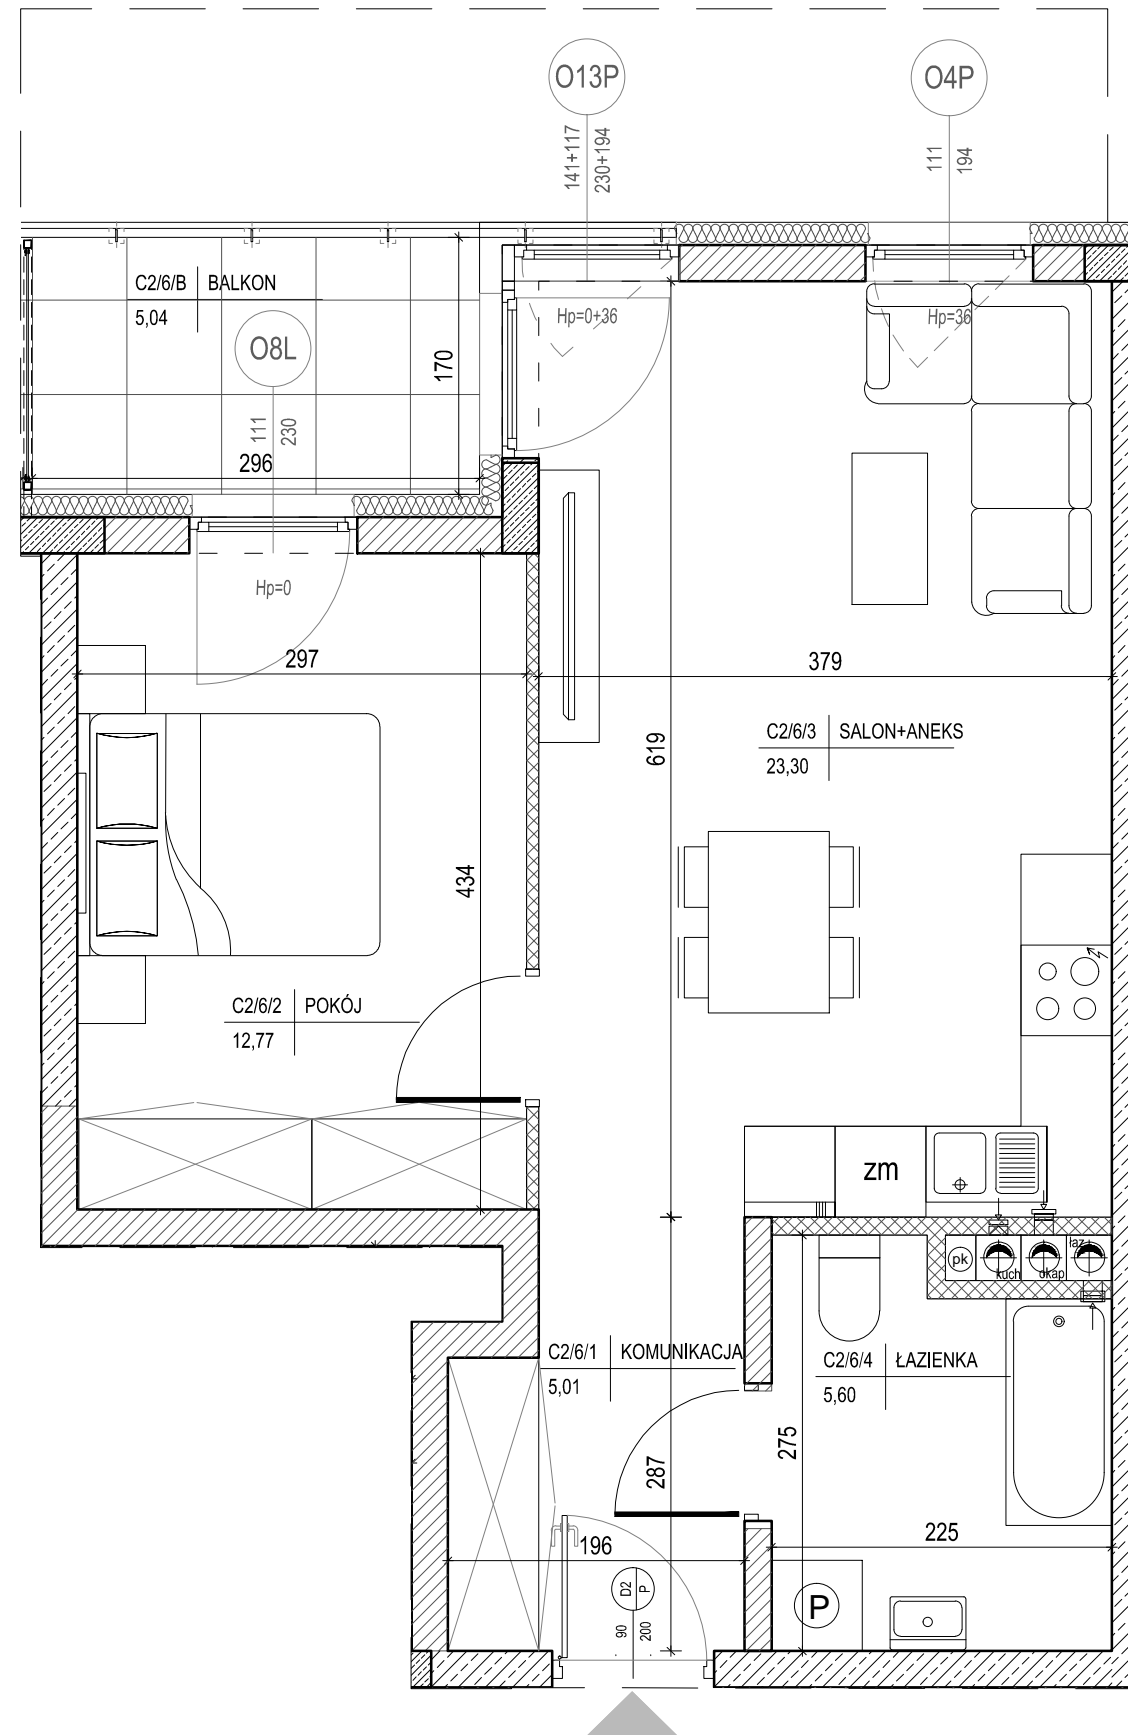 O13P
O4P
141+117
230+194
111
194
C2/6/B BALKON
5,04
Hp=0+36
Hp=36
O8L
170
111
230
296
Hp=0
297
379
C2/6/3 SALON+ANEKS
23,30
619
434
C2/6/2 POKÓJ
12,77
zm
pk
kuch
okap
łaz
C2/6/1 KOMUNIKACJA
5,01
C2/6/4 ŁAZIENKA
5,60
275
287
196
225
D2
P
90
200
P